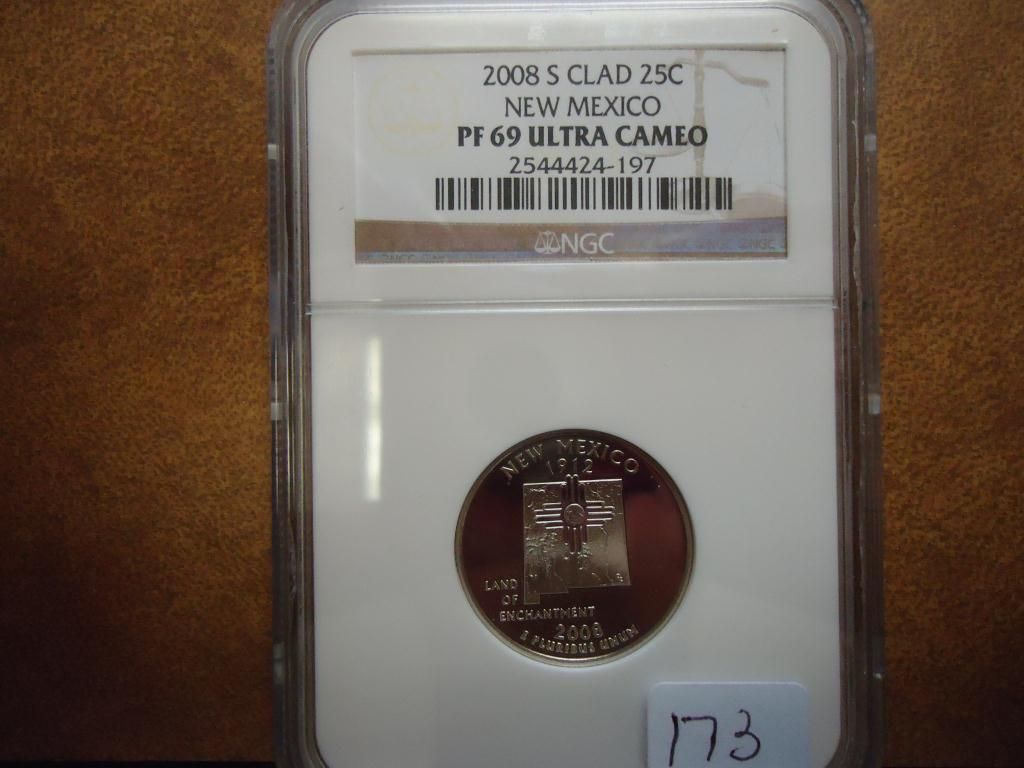 2008 S CLAD 25C
NEW MEXICO
PF 69 ULTRA CAMEO
2544424-197
NGC
NEW MEXICO
1912
LAND
OF
ENCHANTMENT
2008
E PLURIBUS UNUM
173